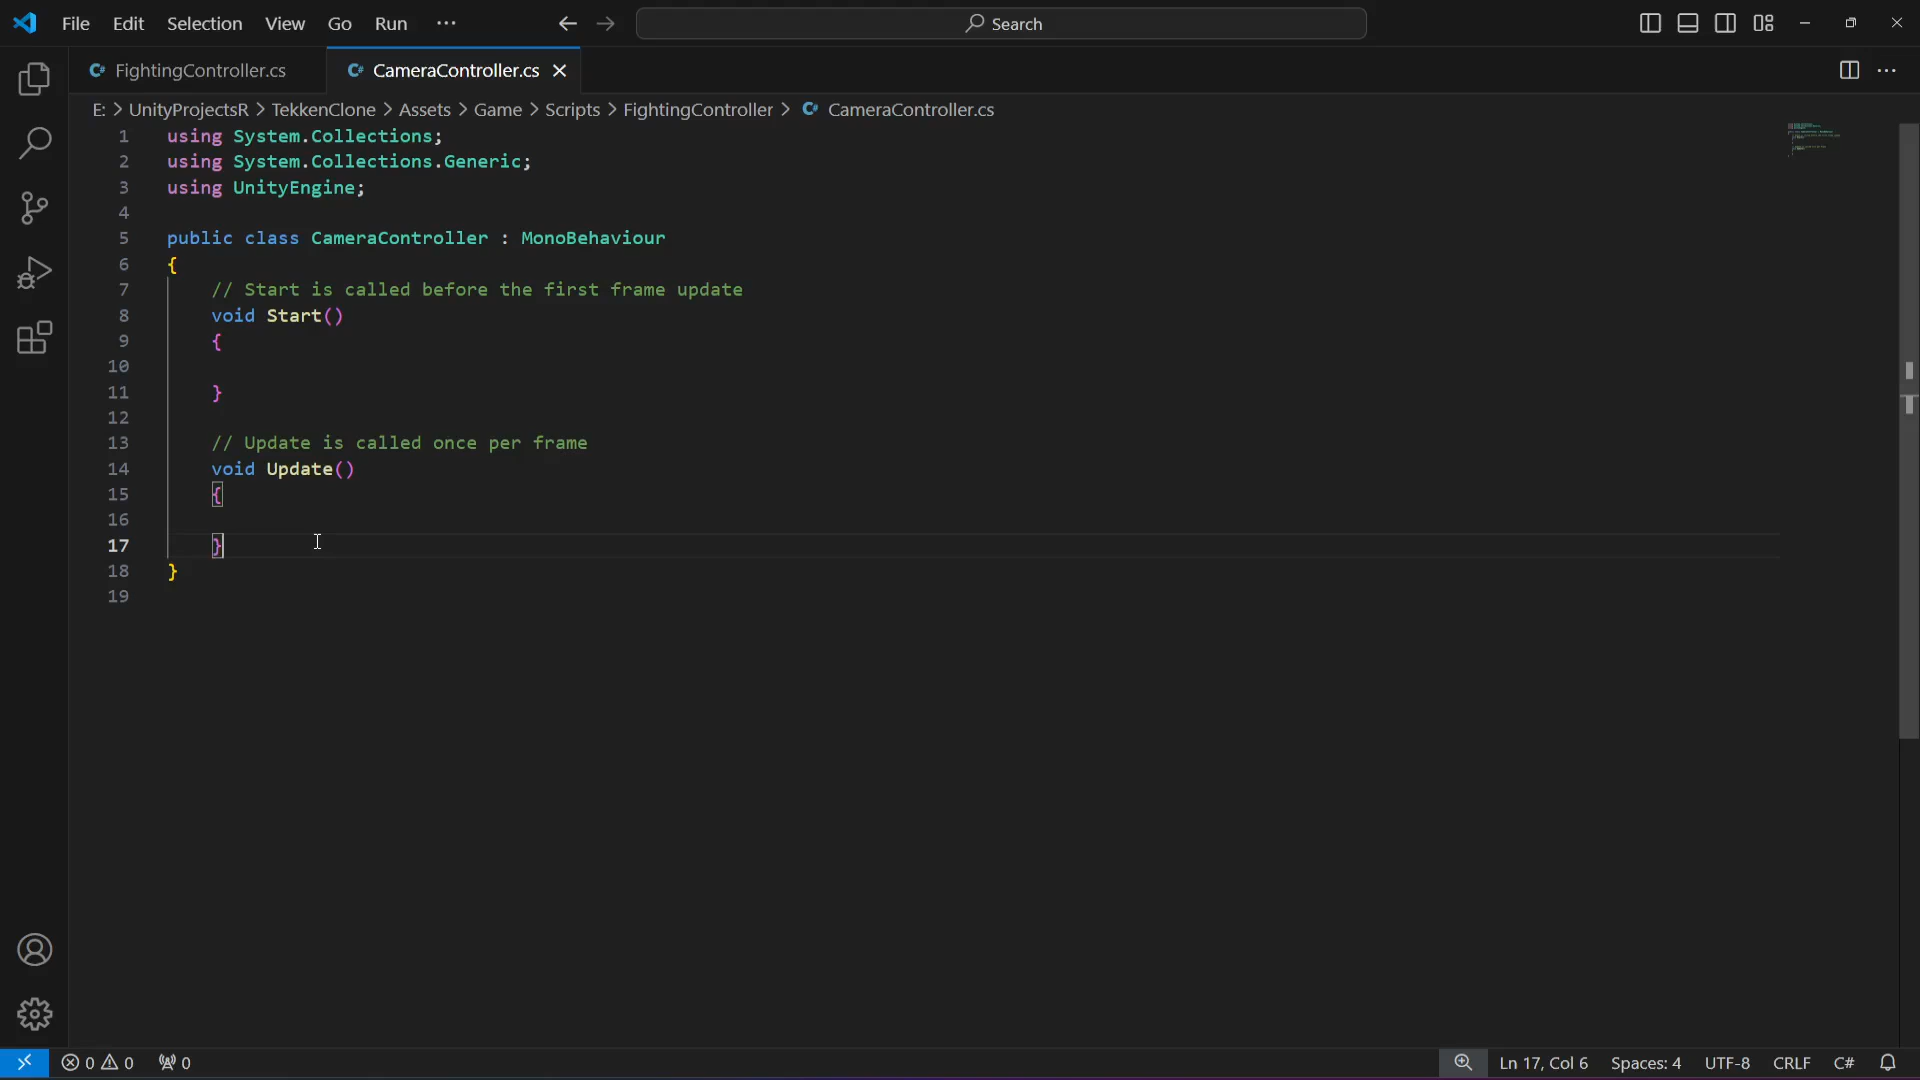 File Edit Selection View Go Run ··· Search
FightingController.cs CameraController.cs
E: > UnityProjectsR > TekkenClone > Assets > Game > Scripts > FightingController > CameraController.cs
1 using System.Collections;
2 using System.Collections.Generic;
3 using UnityEngine;
4
5 public class CameraController : MonoBehaviour
6 {
7 // Start is called before the first frame update
8 void Start()
9 {
10
11 }
12
13 // Update is called once per frame
14 void Update()
15 {
16
17 }
18 }
19
0 0 0 Ln 17, Col 6 Spaces: 4 UTF-8 CRLF C#